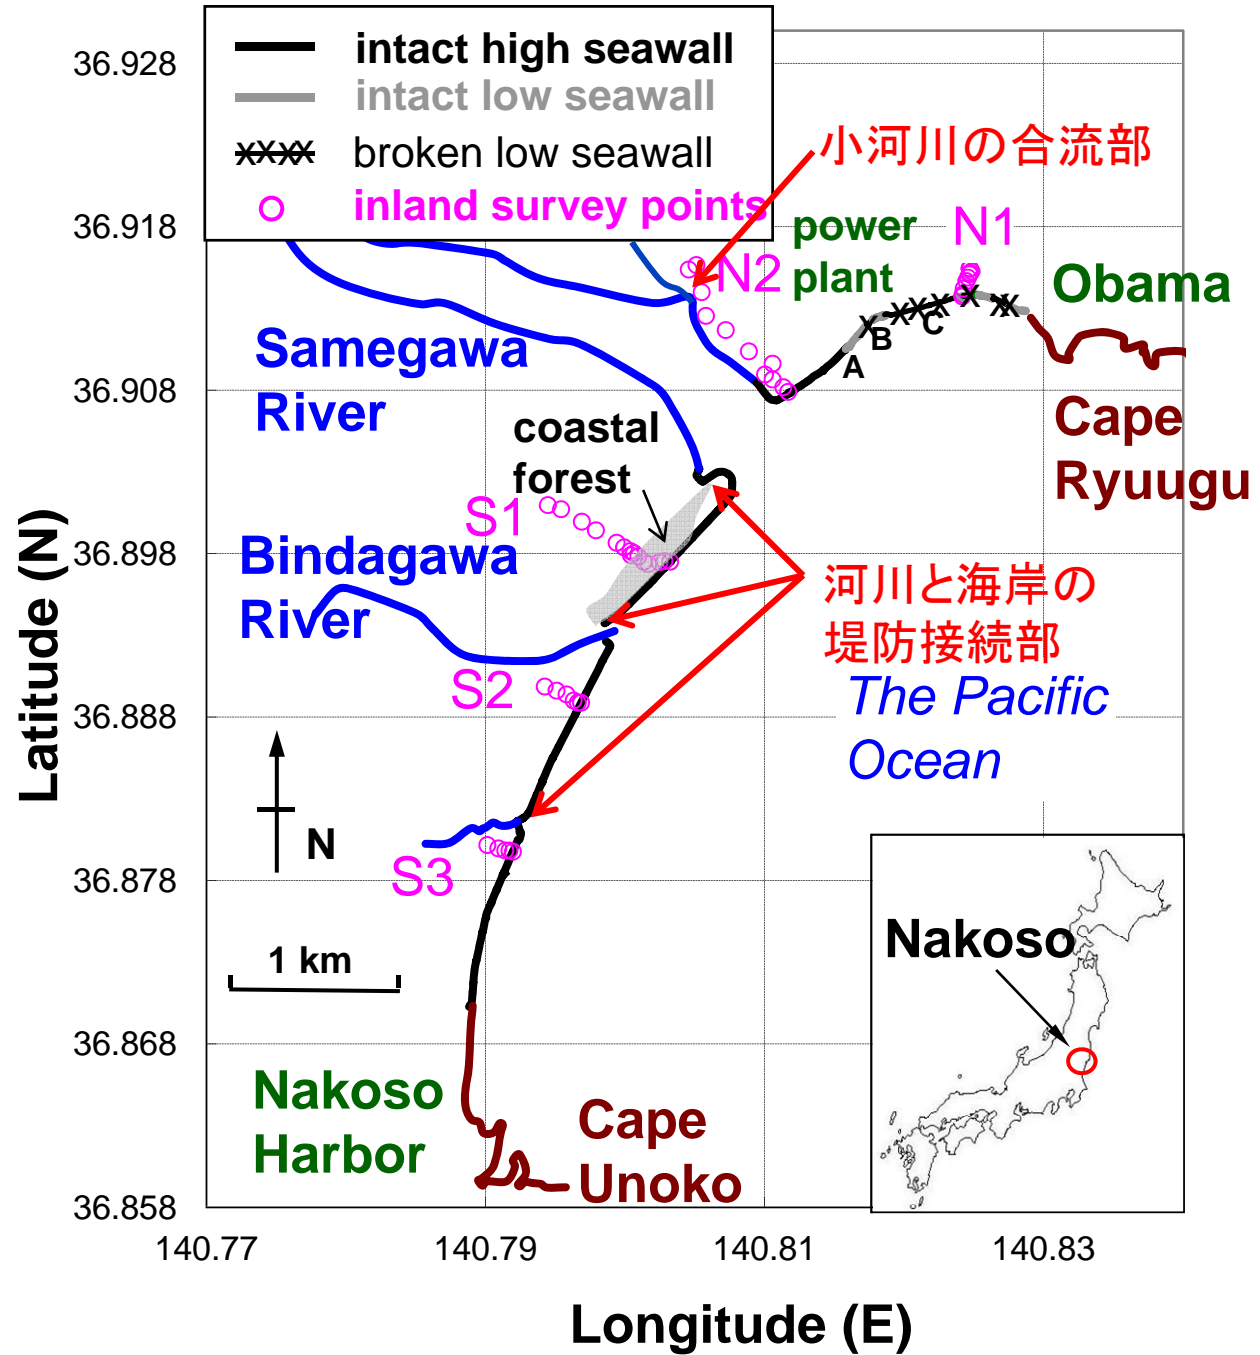 intact high seawall
intact low seawall
broken low seawall
inland survey points
36.928
36.918
36.908
36.898
36.888
36.878
36.868
36.858
Latitude (N)
140.77
140.79
140.81
140.83
Longitude (E)
小河川の合流部
power
plant
N1
N2
Obama
A
B
C
Samegawa
River
Cape
Ryuugu
coastal
forest
S1
Bindagawa
River
河川と海岸の
堤防接続部
S2
The Pacific
Ocean
N
S3
1 km
Nakoso
Nakoso
Harbor
Cape
Unoko